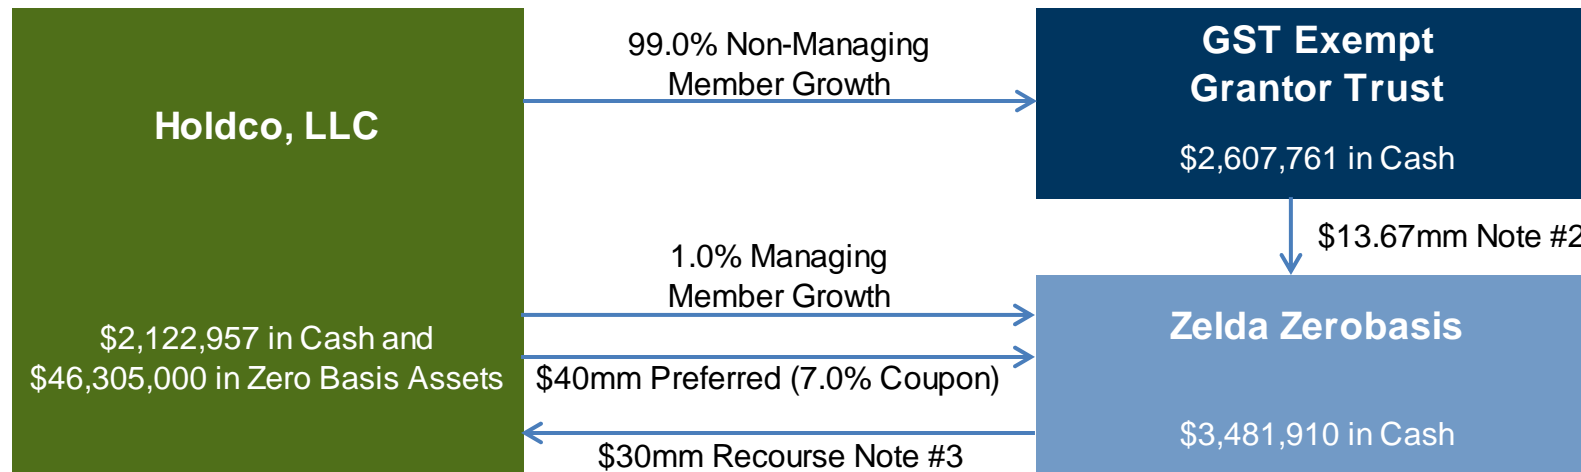 Holdco, LLC
$2,122,957 in Cash and
$46,305,000 in Zero Basis Assets
99.0% Non-Managing
Member Growth
GST Exempt
Grantor Trust
$2,607,761 in Cash
$13.67mm Note #2
1.0% Managing
Member Growth
$40mm Preferred (7.0% Coupon)
$30mm Recourse Note #3
Zelda Zerobasis
$3,481,910 in Cash